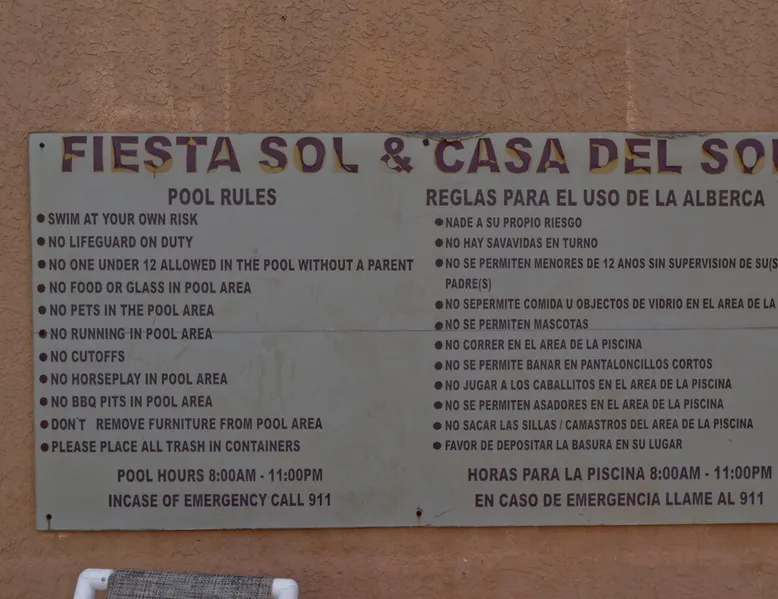 FIESTA SOL & CASA DEL SOL
POOL RULES
SWIM AT YOUR OWN RISK
NO LIFEGUARD ON DUTY
NO ONE UNDER 12 ALLOWED IN THE POOL WITHOUT A PARENT
NO FOOD OR GLASS IN POOL AREA
NO PETS IN THE POOL AREA
NO RUNNING IN POOL AREA
NO CUTOFFS
NO HORSEPLAY IN POOL AREA
NO BBQ PITS IN POOL AREA
DON'T REMOVE FURNITURE FROM POOL AREA
PLEASE PLACE ALL TRASH IN CONTAINERS
POOL HOURS 8:00AM - 11:00PM
INCASE OF EMERGENCY CALL 911
REGLAS PARA EL USO DE LA ALBERCA
NADE A SU PROPIO RIESGO
NO HAY SAVAVIDAS EN TURNO
NO SE PERMITEN MENORES DE 12 ANOS SIN SUPERVISION DE SU(S
PADRE(S)
NO SEPERMITE COMIDA U OBJECTOS DE VIDRIO EN EL AREA DE LA
NO SE PERMITEN MASCOTAS
NO CORRER EN EL AREA DE LA PISCINA
NO SE PERMITE BANAR EN PANTALONCILLOS CORTOS
NO JUGAR A LOS CABALLITOS EN EL AREA DE LA PISCINA
NO SE PERMITEN ASADORES EN EL AREA DE LA PISCINA
NO SACAR LAS SILLAS / CAMASTROS DEL AREA DE LA PISCINA
FAVOR DE DEPOSITAR LA BASURA EN SU LUGAR
HORAS PARA LA PISCINA 8:00AM - 11:00PM
EN CASO DE EMERGENCIA LLAME AL 911